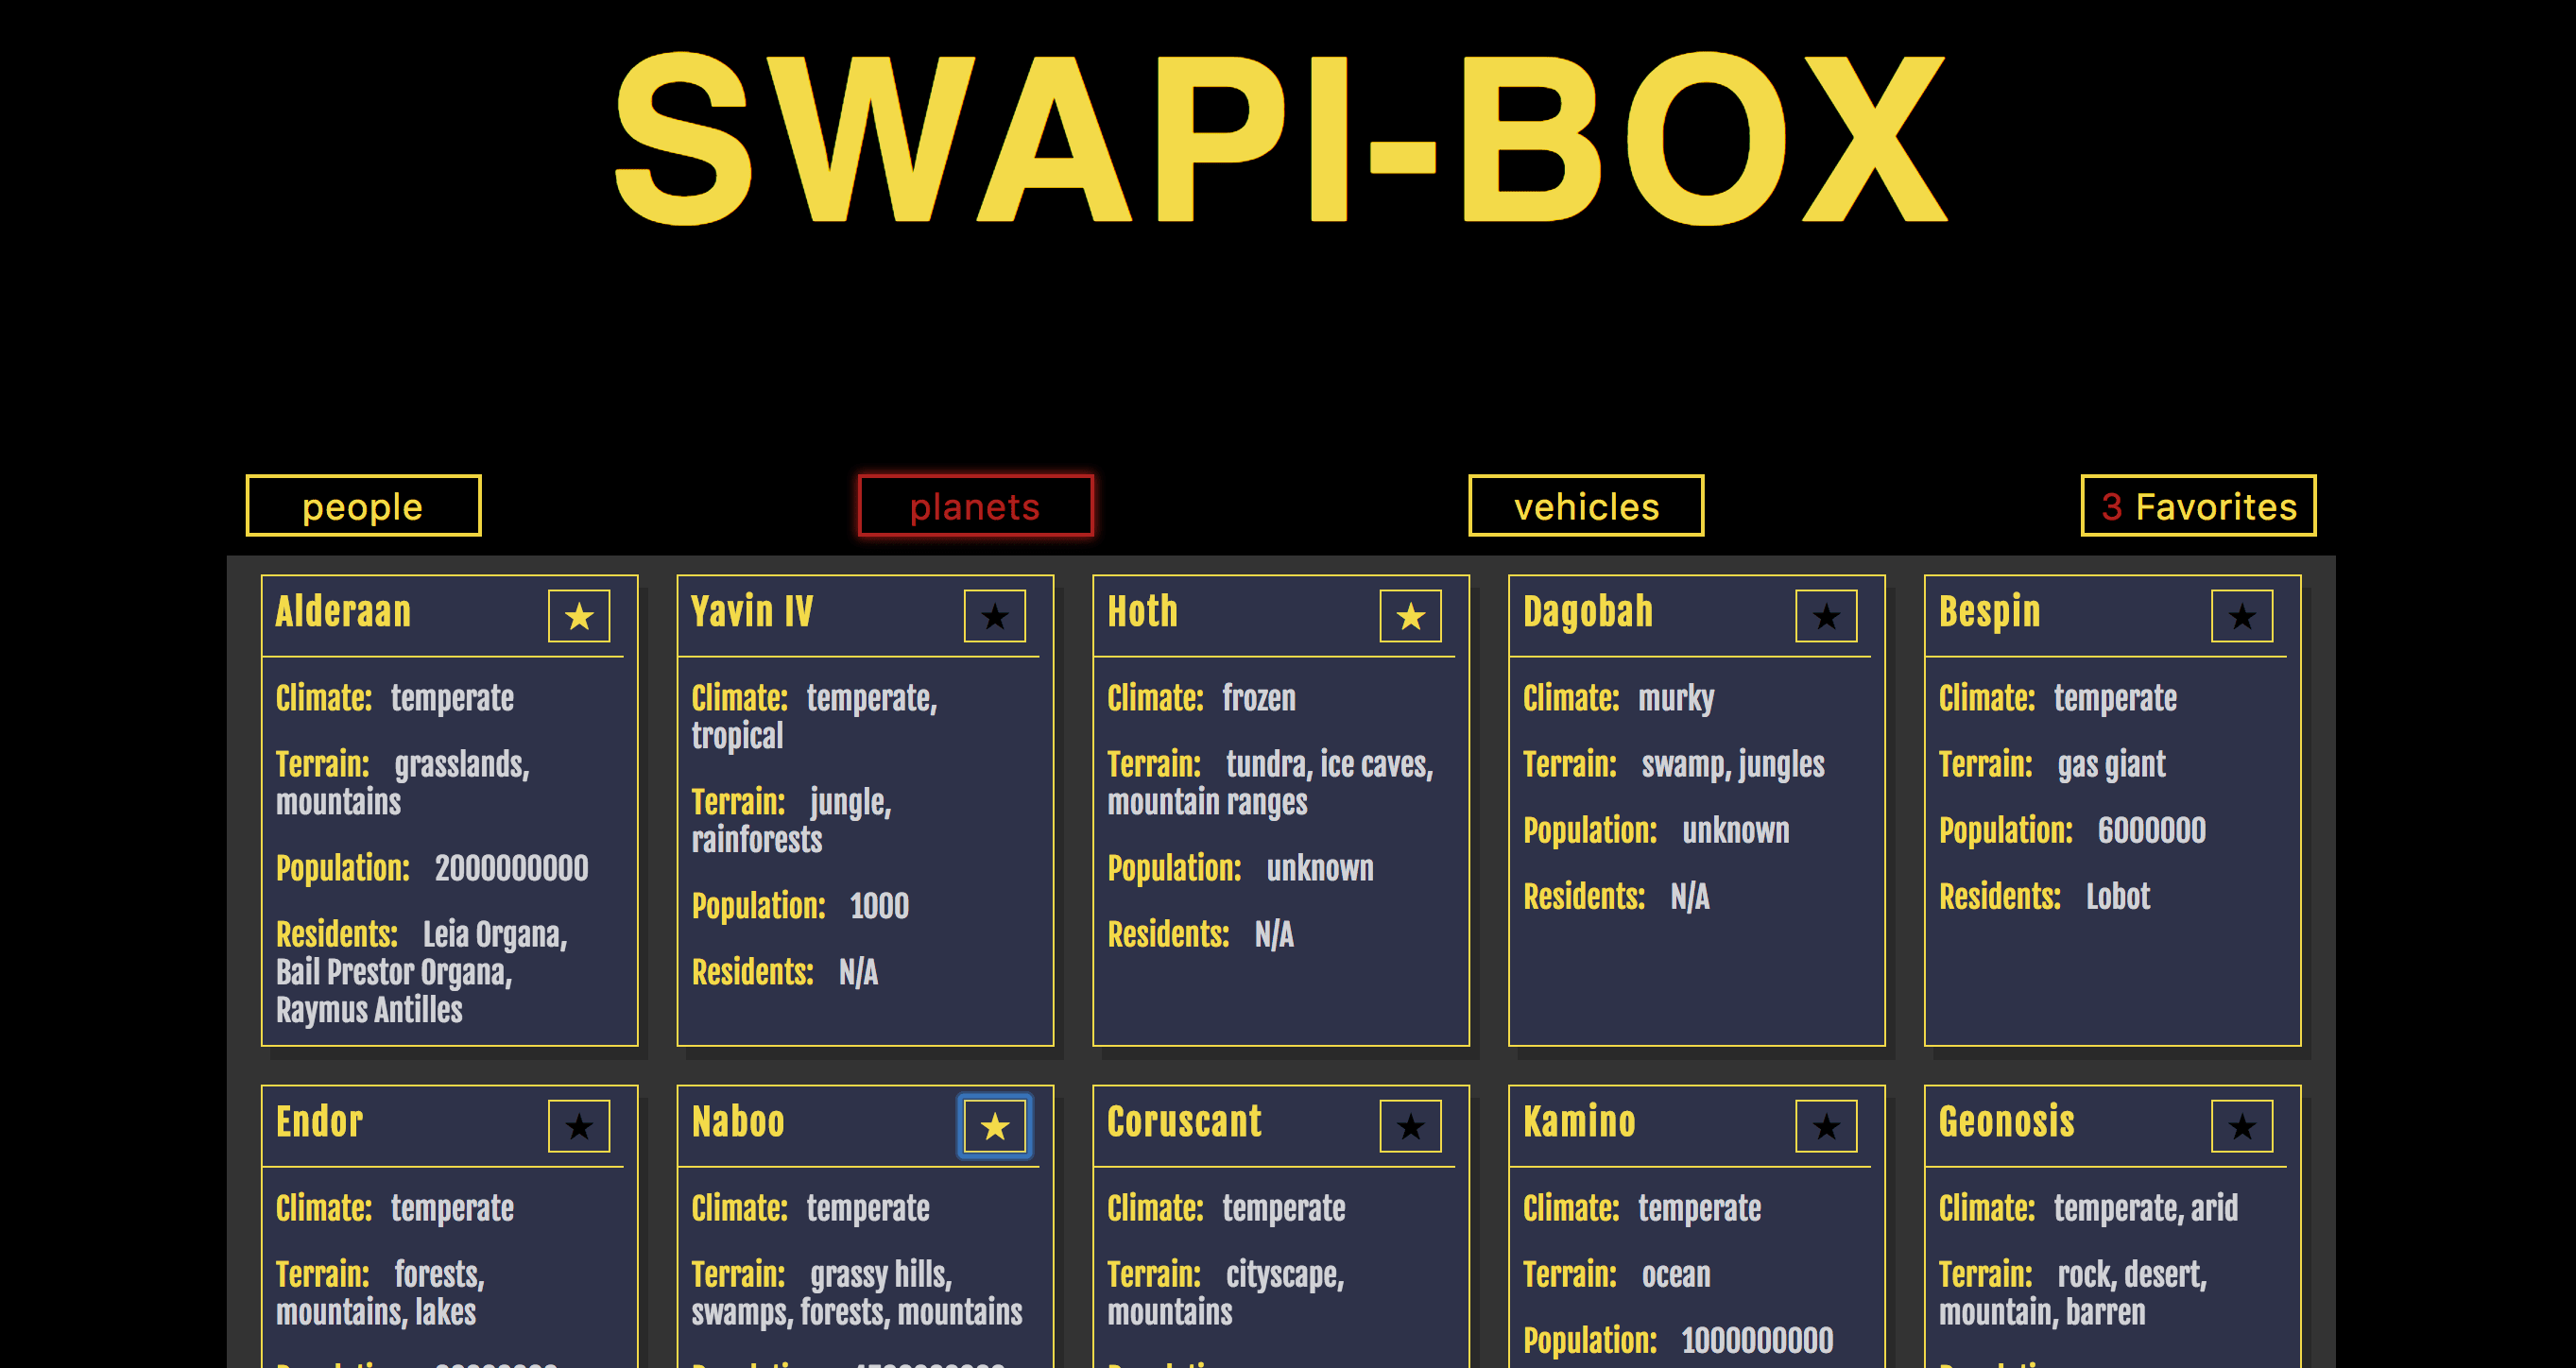 SWAPI-BOX
people
planets
vehicles
3 Favorites
Alderaan ★
Climate: temperate
Terrain: grasslands,
mountains
Population: 2000000000
Residents: Leia Organa,
Bail Prestor Organa,
Raymus Antilles
Yavin IV ★
Climate: temperate,
tropical
Terrain: jungle,
rainforests
Population: 1000
Residents: N/A
Hoth ★
Climate: frozen
Terrain: tundra, ice caves,
mountain ranges
Population: unknown
Residents: N/A
Dagobah ★
Climate: murky
Terrain: swamp, jungles
Population: unknown
Residents: N/A
Bespin ★
Climate: temperate
Terrain: gas giant
Population: 6000000
Residents: Lobot
Endor ★
Climate: temperate
Terrain: forests,
mountains, lakes
Naboo ★
Climate: temperate
Terrain: grassy hills,
swamps, forests, mountains
Coruscant ★
Climate: temperate
Terrain: cityscape,
mountains
Kamino ★
Climate: temperate
Terrain: ocean
Population: 1000000000
Geonosis ★
Climate: temperate, arid
Terrain: rock, desert,
mountain, barren